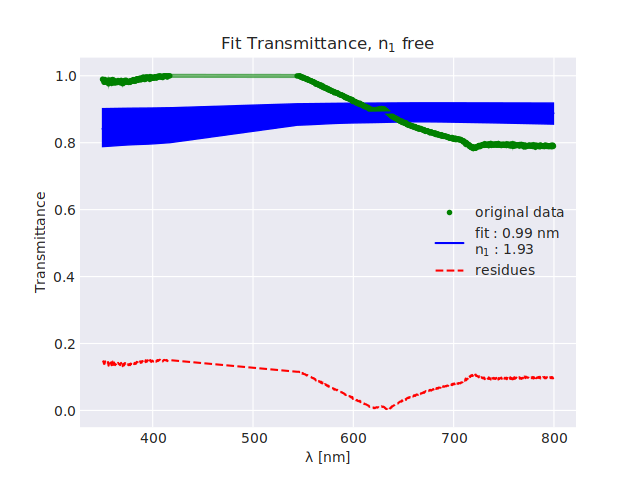 Fit Transmittance, n₁ free
Transmittance
1.0
0.8
0.6
0.4
0.2
0.0
original data
fit : 0.99 nm
n₁ : 1.93
residues
400 500 600 700 800
λ [nm]